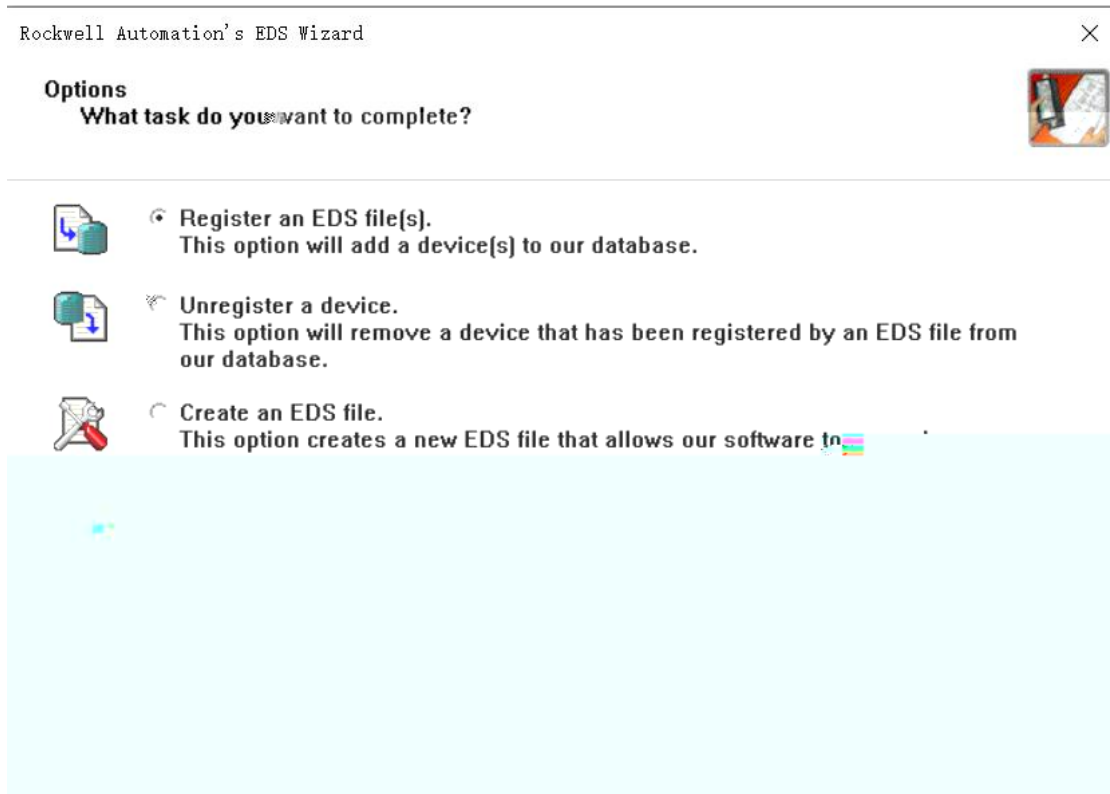 Rockwell Automation's EDS Wizard
Options
What task do you want to complete?
Register an EDS file(s).
This option will add a device(s) to our database.
Unregister a device.
This option will remove a device that has been registered by an EDS file from
our database.
Create an EDS file.
This option creates a new EDS file that allows our software to